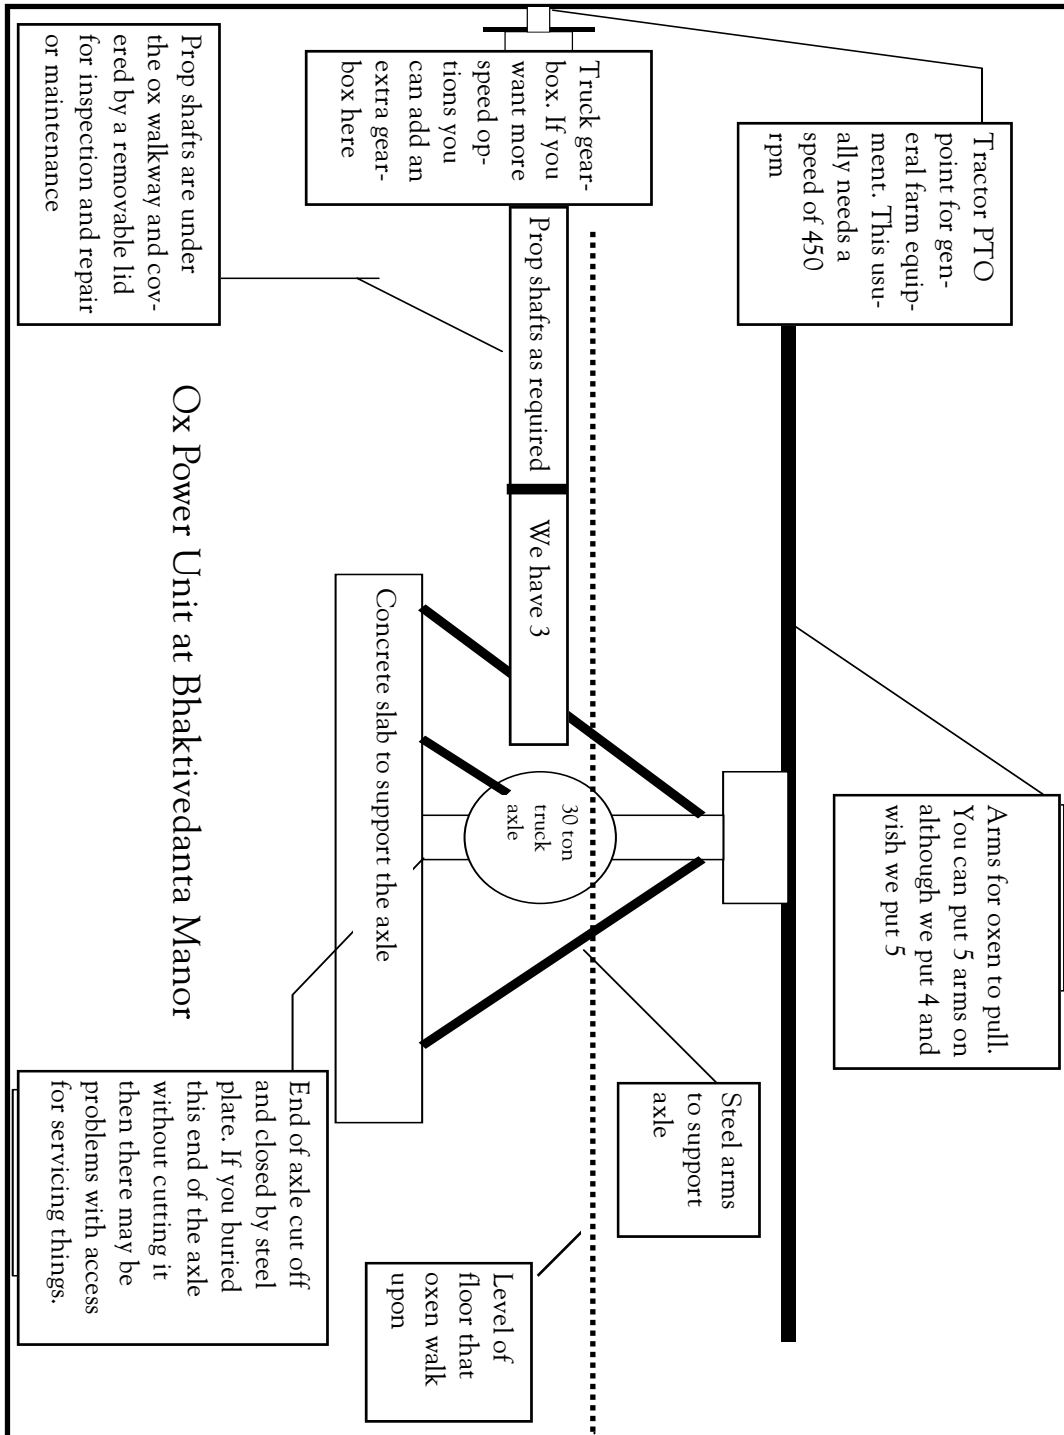 Tractor PTO
point for gen-
eral farm equip-
ment. This usu-
ally needs a
speed of 450
rpm
Arms for oxen to pull.
You can put 5 arms on
although we put 4 and
wish we put 5
Truck gear-
box. If you
want more
speed op-
tions you
can add an
extra gear-
box here
Prop shafts as required
We have 3
30 ton
truck
axle
Steel arms
to support
axle
Level of
floor that
oxen walk
upon
Concrete slab to support the axle
Prop shafts are under
the ox walkway and cov-
ered by a removable lid
for inspection and repair
or maintenance
Ox Power Unit at Bhaktivedanta Manor
End of axle cut off
and closed by steel
plate. If you buried
this end of the axle
without cutting it
then there may be
problems with access
for servicing things.